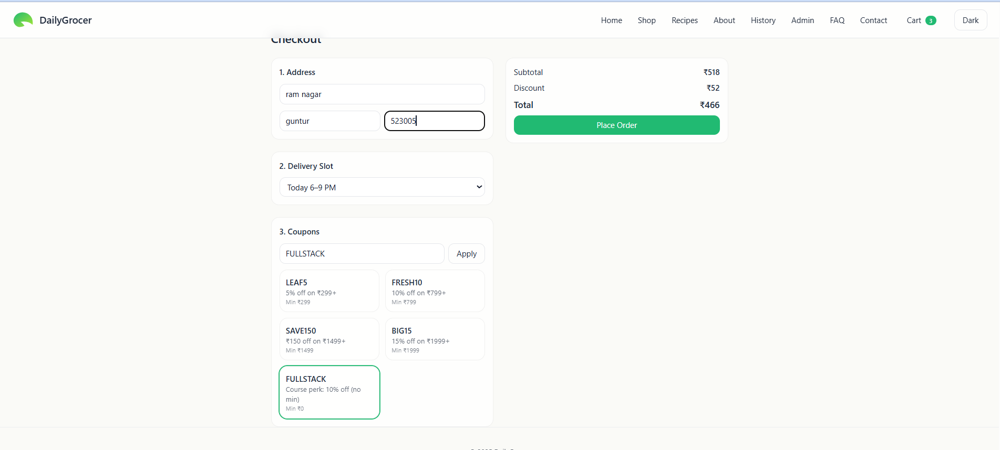 DailyGrocer
Home Shop Recipes About History Admin FAQ Contact Cart 3 Dark
Checkout
1. Address
ram nagar
guntur 523005
Subtotal ₹518
Discount ₹52
Total ₹466
Place Order
2. Delivery Slot
Today 6–9 PM
3. Coupons
FULLSTACK Apply
LEAF5
5% off on ₹299+
Min ₹299
FRESH10
10% off on ₹799+
Min ₹799
SAVE150
₹150 off on ₹1499+
Min ₹1499
BIG15
15% off on ₹1999+
Min ₹1999
FULLSTACK
Course perk: 10% off (no
min)
Min ₹0